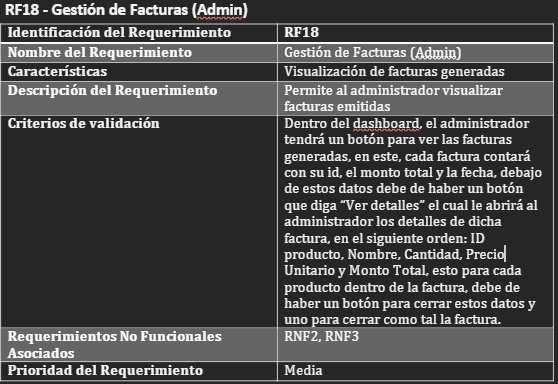 RF18 - Gestión de Facturas (Admin)
Identificación del Requerimiento RF18
Nombre del Requerimiento Gestión de Facturas (Admin)
Características Visualización de facturas generadas
Descripción del Requerimiento Permite al administrador visualizar
facturas emitidas
Criterios de validación Dentro del dashboard, el administrador
tendrá un botón para ver las facturas
generadas, en este, cada factura contará
con su id, el monto total y la fecha, debajo
de estos datos debe de haber un botón
que diga “Ver detalles” el cual le abrirá al
administrador los detalles de dicha
factura, en el siguiente orden: ID
producto, Nombre, Cantidad, Precio
Unitario y Monto Total, esto para cada
producto dentro de la factura, debe de
haber un botón para cerrar estos datos y
uno para cerrar como tal la factura.
Requerimientos No Funcionales RNF2, RNF3
Asociados
Prioridad del Requerimiento Media